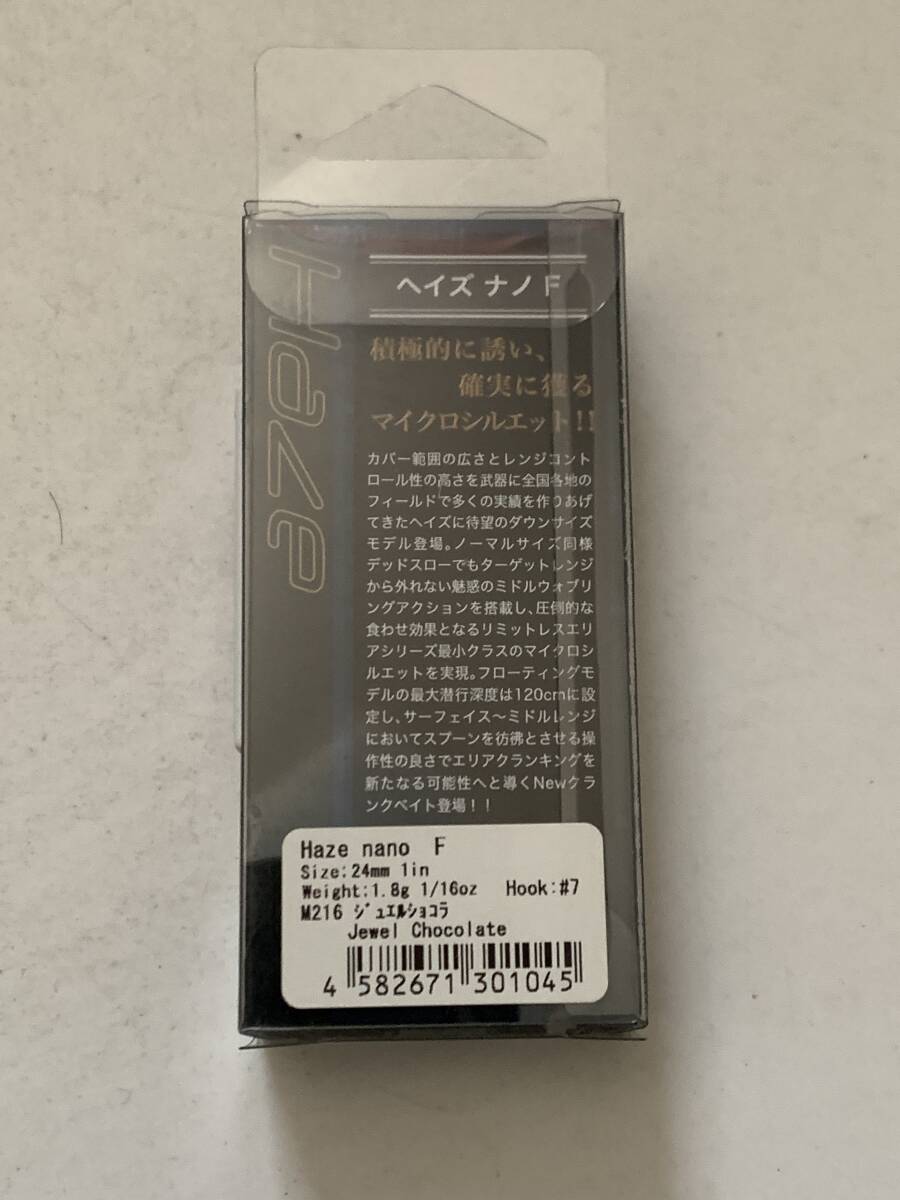 Haze
ヘイズ ナノ F
積極的に誘い、
確実に獲る
マイクロシルエット!!
カバー範囲の広さとレンジコント
ロール性の高さを武器に全国各地の
フィールドで多くの実績を作りあげ
てきたヘイズに待望のダウンサイズ
モデル登場。ノーマルサイズ同様
デッドスローでもターゲットレンジ
から外れない魅惑のミドルウォブリ
ングアクションを搭載し、圧倒的な
食わせ効果となるリミットレスエリ
アシリーズ最小クラスのマイクロシ
ルエットを実現。フローティングモ
デルの最大潜行深度は120cmに設
定し、サーフェイス〜ミドルレンジ
においてスプーンを彷彿とさせる操
作性の良さでエリアクランキングを
新たなる可能性へと導くNewクラ
ンクベイト登場！！
Haze nano F
Size:24mm 1in
Weight:1.8g 1/16oz Hook:#7
M216 ｼﾞｭｴﾙｼｮｺﾗ
Jewel Chocolate
4 582671 301045